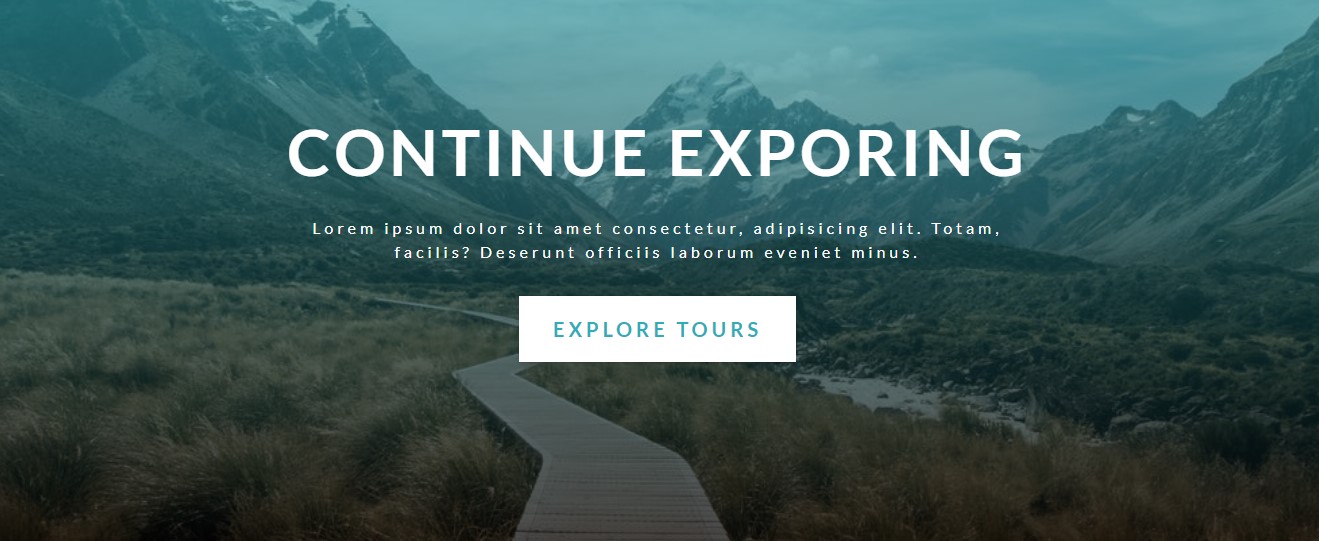 CONTINUE EXPORING
Lorem ipsum dolor sit amet consectetur, adipisicing elit. Totam,
facilis? Deserunt officiis laborum eveniet minus.
EXPLORE TOURS